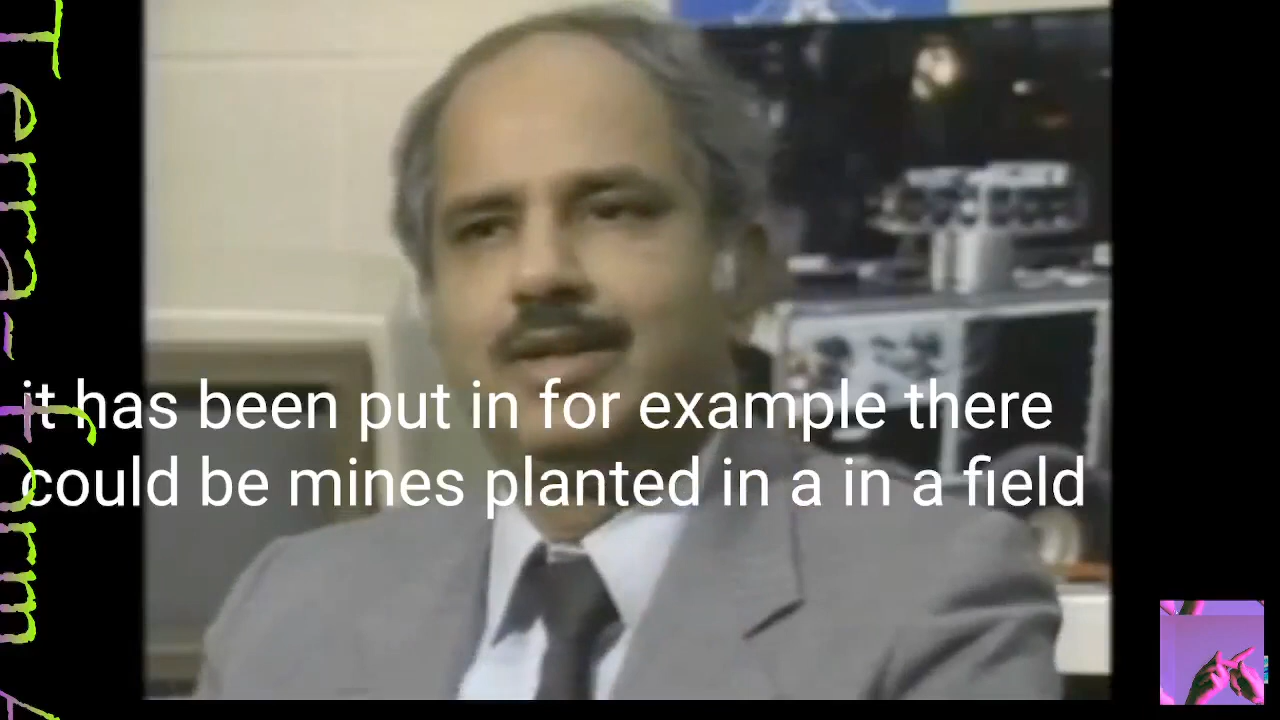 Terra-form A
it has been put in for example there
could be mines planted in a in a field